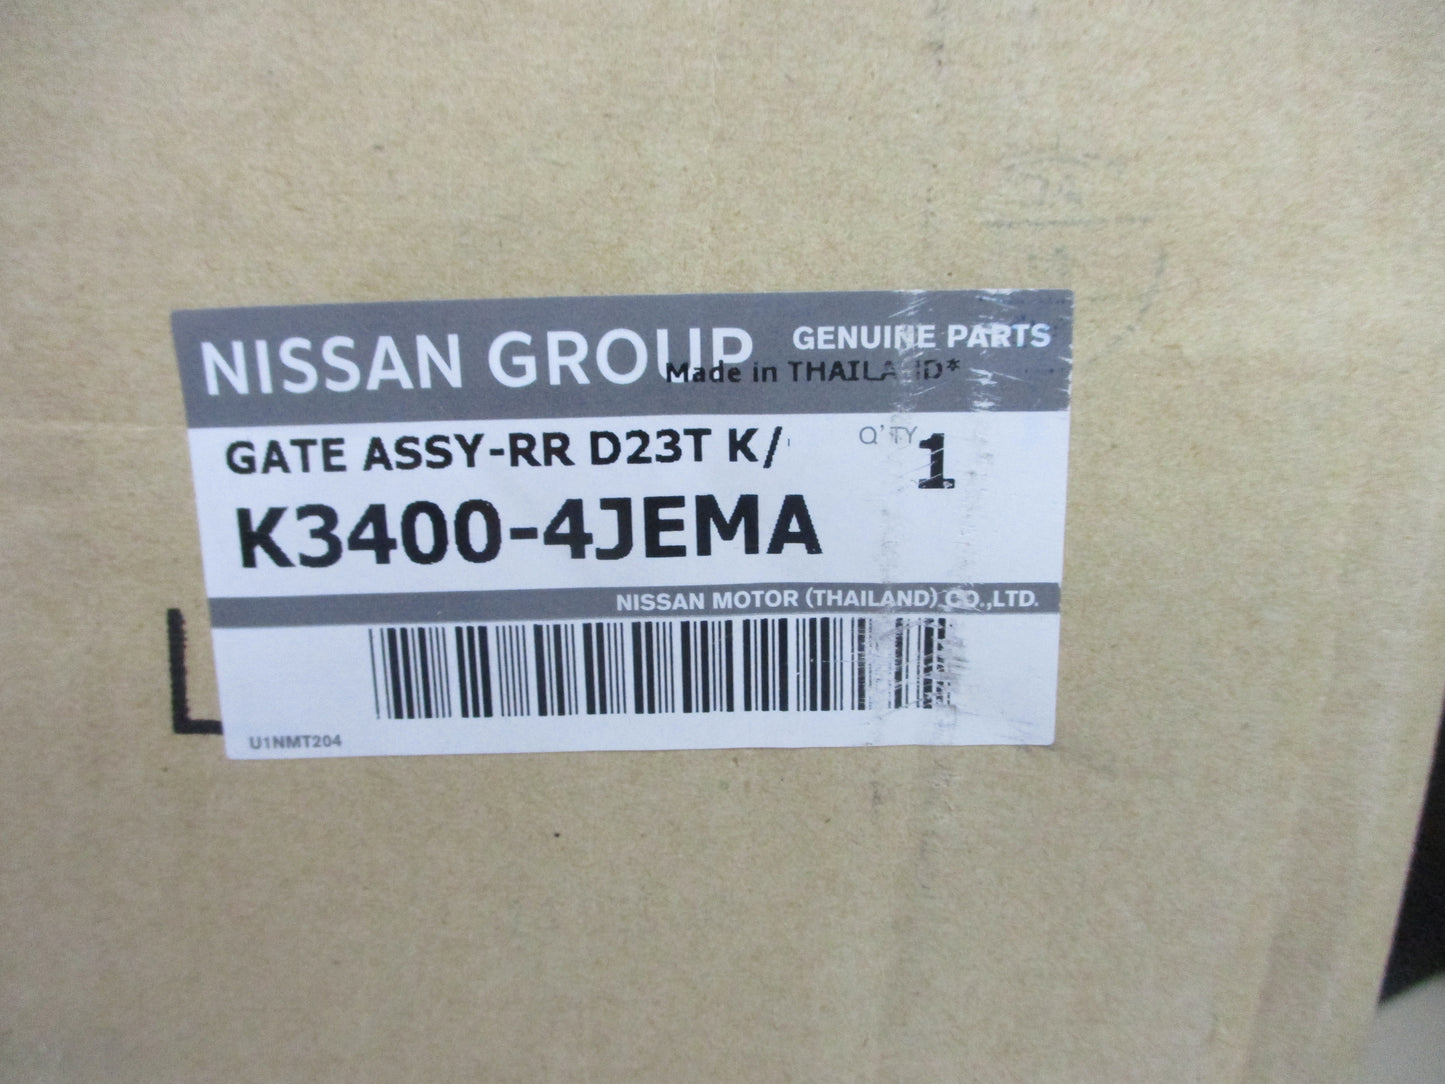 NISSAN GROUP GENUINE PARTS
Made in THAILAND*
GATE ASSY-RR D23T K/
Q'TY 1
K3400-4JEMA
NISSAN MOTOR (THAILAND) CO.,LTD.
U1NMT204